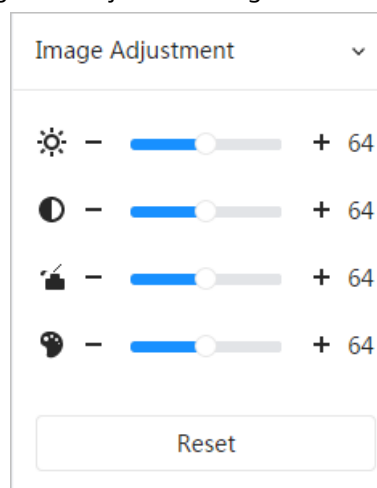 Image Adjustment
− + 64
− + 64
− + 64
− + 64
Reset